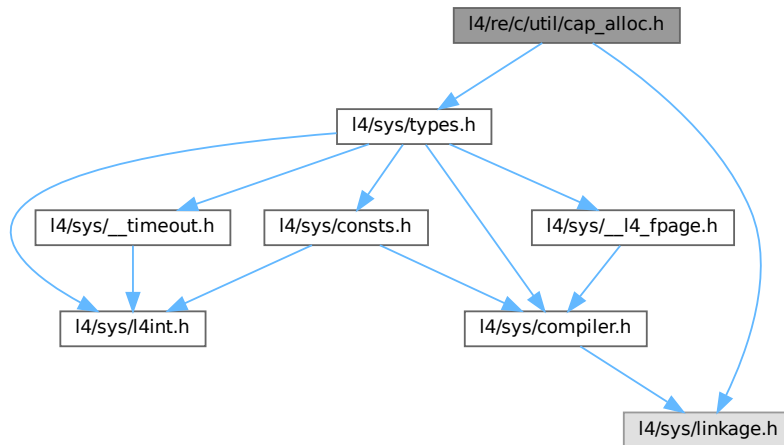 l4/re/c/util/cap_alloc.h
l4/sys/types.h
l4/sys/__timeout.h
l4/sys/consts.h
l4/sys/__l4_fpage.h
l4/sys/l4int.h
l4/sys/compiler.h
l4/sys/linkage.h